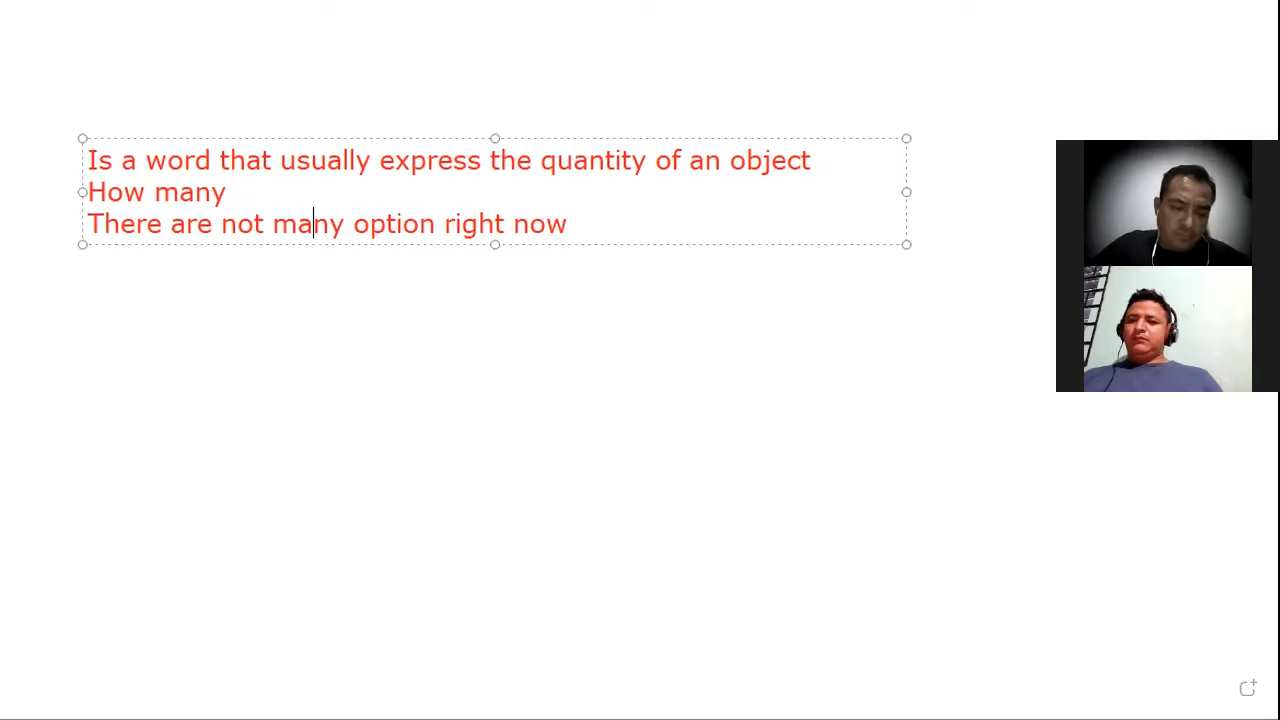 Is a word that usually express the quantity of an object
How many
There are not many option right now